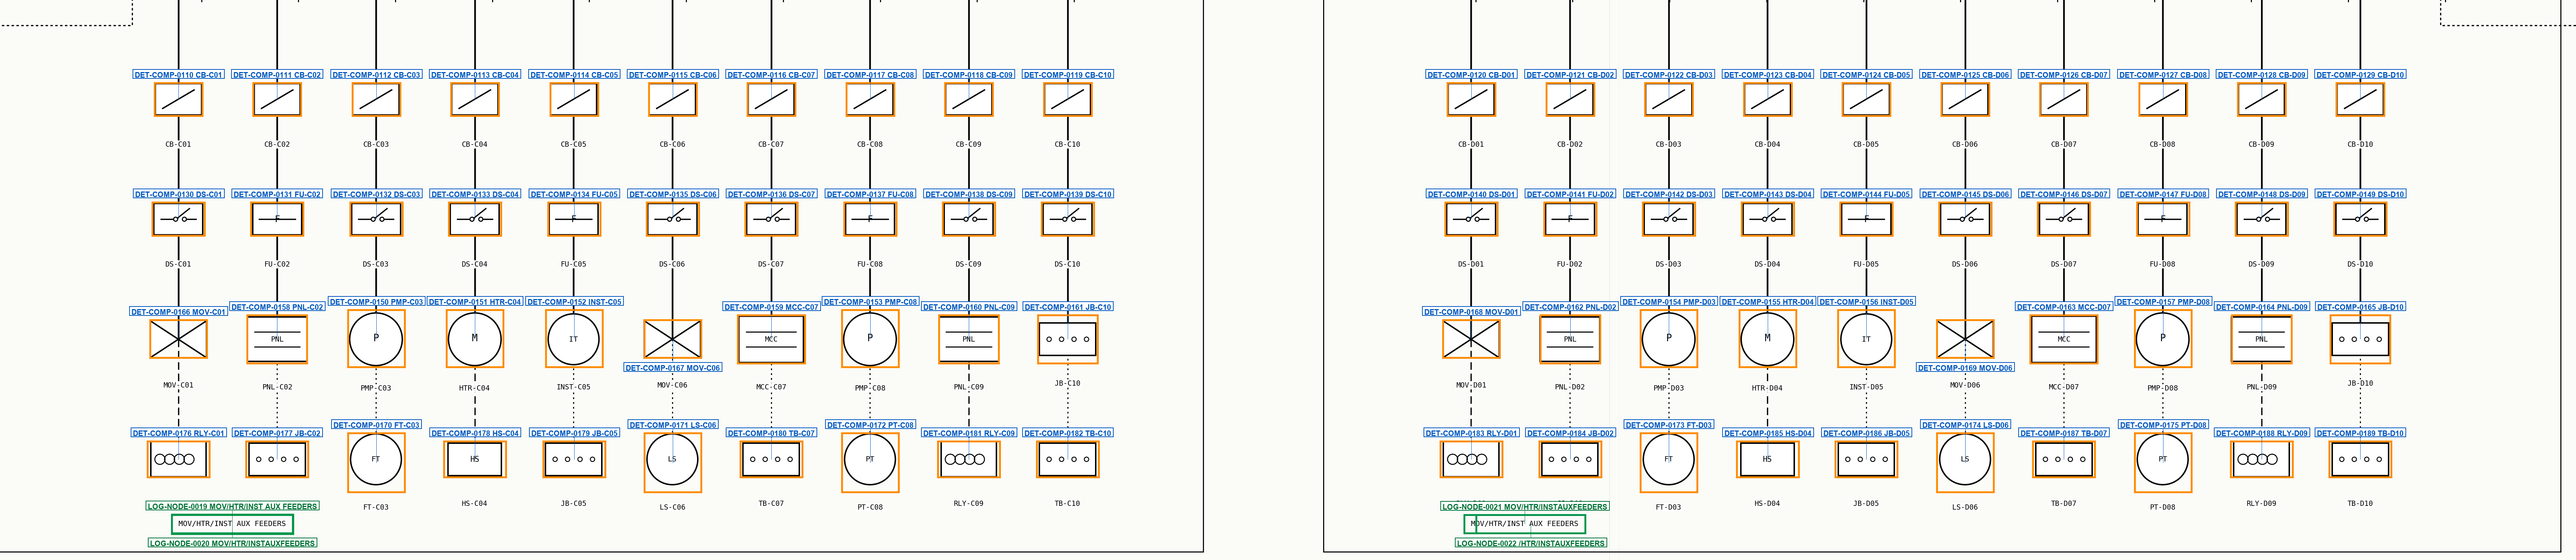 DET-COMP-0110 CB-C01 DET-COMP-0111 CB-C02 DET-COMP-0112 CB-C03 DET-COMP-0113 CB-C04 DET-COMP-0114 CB-C05 DET-COMP-0115 CB-C06 DET-COMP-0116 CB-C07 DET-COMP-0117 CB-C08 DET-COMP-0118 CB-C09 DET-COMP-0119 CB-C10
CB-C01 CB-C02 CB-C03 CB-C04 CB-C05 CB-C06 CB-C07 CB-C08 CB-C09 CB-C10
DET-COMP-0130 DS-C01 DET-COMP-0131 FU-C02 DET-COMP-0132 DS-C03 DET-COMP-0133 DS-C04 DET-COMP-0134 FU-C05 DET-COMP-0135 DS-C06 DET-COMP-0136 DS-C07 DET-COMP-0137 FU-C08 DET-COMP-0138 DS-C09 DET-COMP-0139 DS-C10
F F F
DS-C01 FU-C02 DS-C03 DS-C04 FU-C05 DS-C06 DS-C07 FU-C08 DS-C09 DS-C10
DET-COMP-0166 MOV-C01 DET-COMP-0158 PNL-C02 DET-COMP-0150 PMP-C03 DET-COMP-0151 HTR-C04 DET-COMP-0152 INST-C05 DET-COMP-0159 MCC-C07 DET-COMP-0153 PMP-C08 DET-COMP-0160 PNL-C09 DET-COMP-0161 JB-C10
PNL P M IT MCC P PNL
DET-COMP-0167 MOV-C06
MOV-C01 PNL-C02 PMP-C03 HTR-C04 INST-C05 MOV-C06 MCC-C07 PMP-C08 PNL-C09 JB-C10
DET-COMP-0176 RLY-C01 DET-COMP-0177 JB-C02 DET-COMP-0170 FT-C03 DET-COMP-0178 HS-C04 DET-COMP-0179 JB-C05 DET-COMP-0171 LS-C06 DET-COMP-0180 TB-C07 DET-COMP-0172 PT-C08 DET-COMP-0181 RLY-C09 DET-COMP-0182 TB-C10
FT HS LS PT
FT-C03 HS-C04 JB-C05 LS-C06 TB-C07 PT-C08 RLY-C09 TB-C10
LOG-NODE-0019 MOV/HTR/INST AUX FEEDERS
MOV/HTR/INST AUX FEEDERS
LOG-NODE-0020 MOV/HTR/INSTAUXFEEDERS
DET-COMP-0120 CB-D01 DET-COMP-0121 CB-D02 DET-COMP-0122 CB-D03 DET-COMP-0123 CB-D04 DET-COMP-0124 CB-D05 DET-COMP-0125 CB-D06 DET-COMP-0126 CB-D07 DET-COMP-0127 CB-D08 DET-COMP-0128 CB-D09 DET-COMP-0129 CB-D10
CB-D01 CB-D02 CB-D03 CB-D04 CB-D05 CB-D06 CB-D07 CB-D08 CB-D09 CB-D10
DET-COMP-0140 DS-D01 DET-COMP-0141 FU-D02 DET-COMP-0142 DS-D03 DET-COMP-0143 DS-D04 DET-COMP-0144 FU-D05 DET-COMP-0145 DS-D06 DET-COMP-0146 DS-D07 DET-COMP-0147 FU-D08 DET-COMP-0148 DS-D09 DET-COMP-0149 DS-D10
F F F
DS-D01 FU-D02 DS-D03 DS-D04 FU-D05 DS-D06 DS-D07 FU-D08 DS-D09 DS-D10
DET-COMP-0168 MOV-D01 DET-COMP-0162 PNL-D02 DET-COMP-0154 PMP-D03 DET-COMP-0155 HTR-D04 DET-COMP-0156 INST-D05 DET-COMP-0163 MCC-D07 DET-COMP-0157 PMP-D08 DET-COMP-0164 PNL-D09 DET-COMP-0165 JB-D10
PNL P M IT MCC P PNL
DET-COMP-0169 MOV-D06
MOV-D01 PNL-D02 PMP-D03 HTR-D04 INST-D05 MOV-D06 MCC-D07 PMP-D08 PNL-D09 JB-D10
DET-COMP-0183 RLY-D01 DET-COMP-0184 JB-D02 DET-COMP-0173 FT-D03 DET-COMP-0185 HS-D04 DET-COMP-0186 JB-D05 DET-COMP-0174 LS-D06 DET-COMP-0187 TB-D07 DET-COMP-0175 PT-D08 DET-COMP-0188 RLY-D09 DET-COMP-0189 TB-D10
FT HS LS PT
FT-D03 HS-D04 JB-D05 LS-D06 TB-D07 PT-D08 RLY-D09 TB-D10
LOG-NODE-0021 MOV/HTR/INSTAUXFEEDERS
MOV/HTR/INST AUX FEEDERS
LOG-NODE-0022 /HTR/INSTAUXFEEDERS